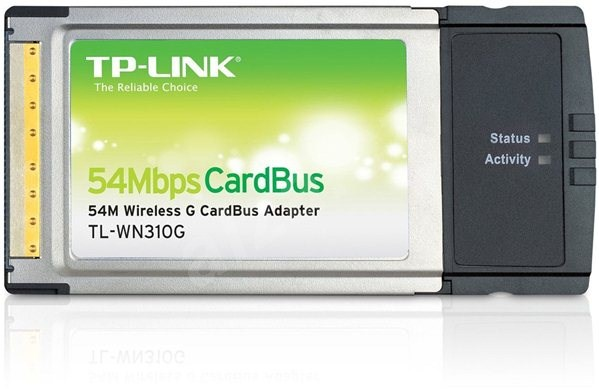 TP-LINK®
The Reliable Choice
54Mbps CardBus
54M Wireless G CardBus Adapter
TL-WN310G
Status
Activity